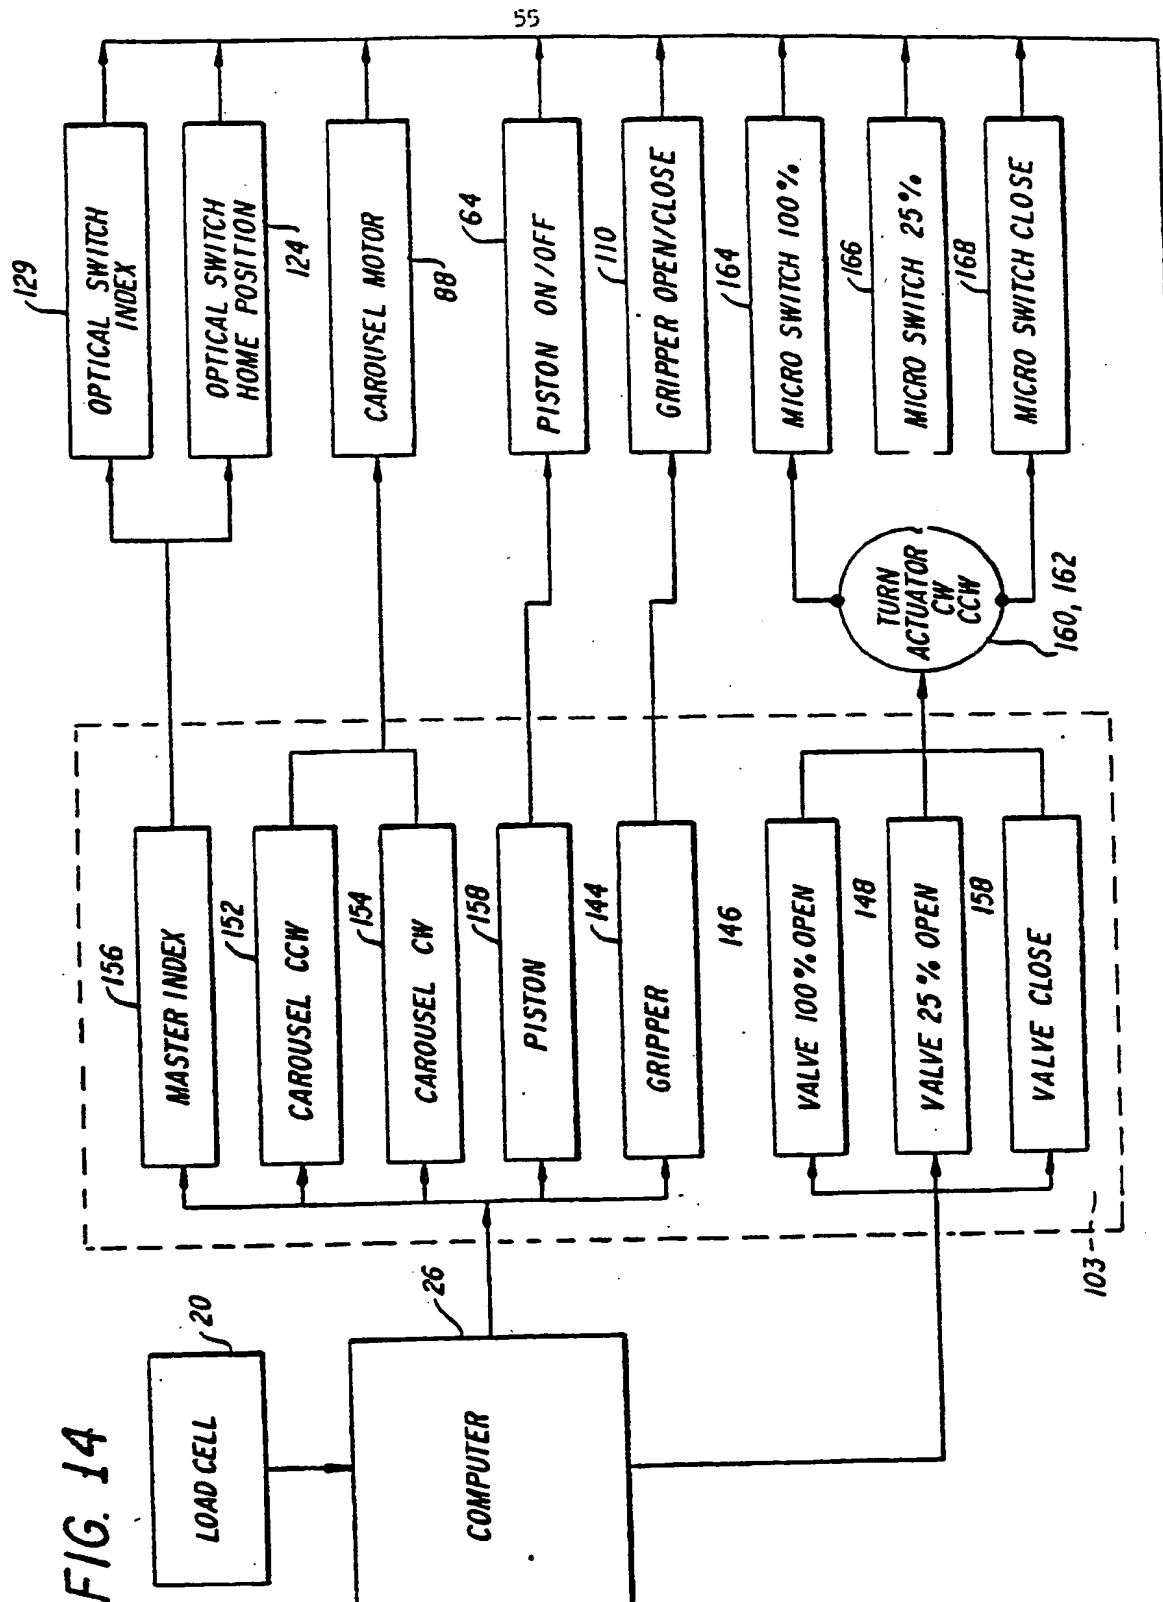 55
FIG. 14
LOAD CELL
20
COMPUTER
26
103
156
MASTER INDEX
152
CAROUSEL CCW
154
CAROUSEL CW
158
PISTON
144
GRIPPER
146
VALVE 100% OPEN
148
VALVE 25% OPEN
158
VALVE CLOSE
TURN
ACTUATOR
CW
CCW
160, 162
129
OPTICAL SWITCH
INDEX
OPTICAL SWITCH
HOME POSITION
124
CAROUSEL MOTOR
88
64
PISTON ON/OFF
110
GRIPPER OPEN/CLOSE
164
MICRO SWITCH 100%
166
MICRO SWITCH 25%
168
MICRO SWITCH CLOSE